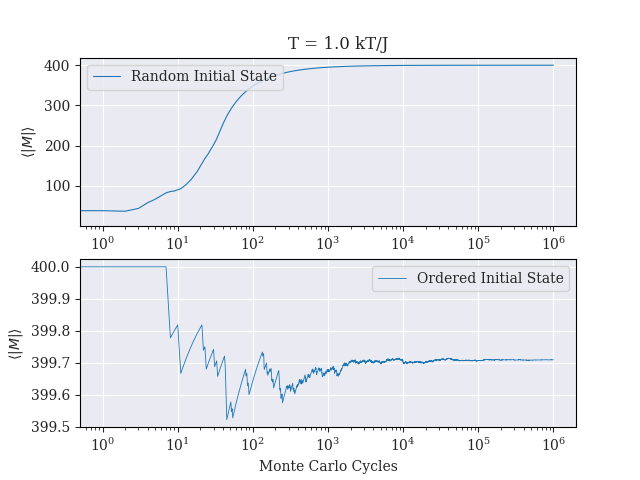 T = 1.0 kT/J
Random Initial State
⟨|M|⟩
400
300
200
100
10⁰ 10¹ 10² 10³ 10⁴ 10⁵ 10⁶
Ordered Initial State
⟨|M|⟩
400.0
399.9
399.8
399.7
399.6
399.5
10⁰ 10¹ 10² 10³ 10⁴ 10⁵ 10⁶
Monte Carlo Cycles